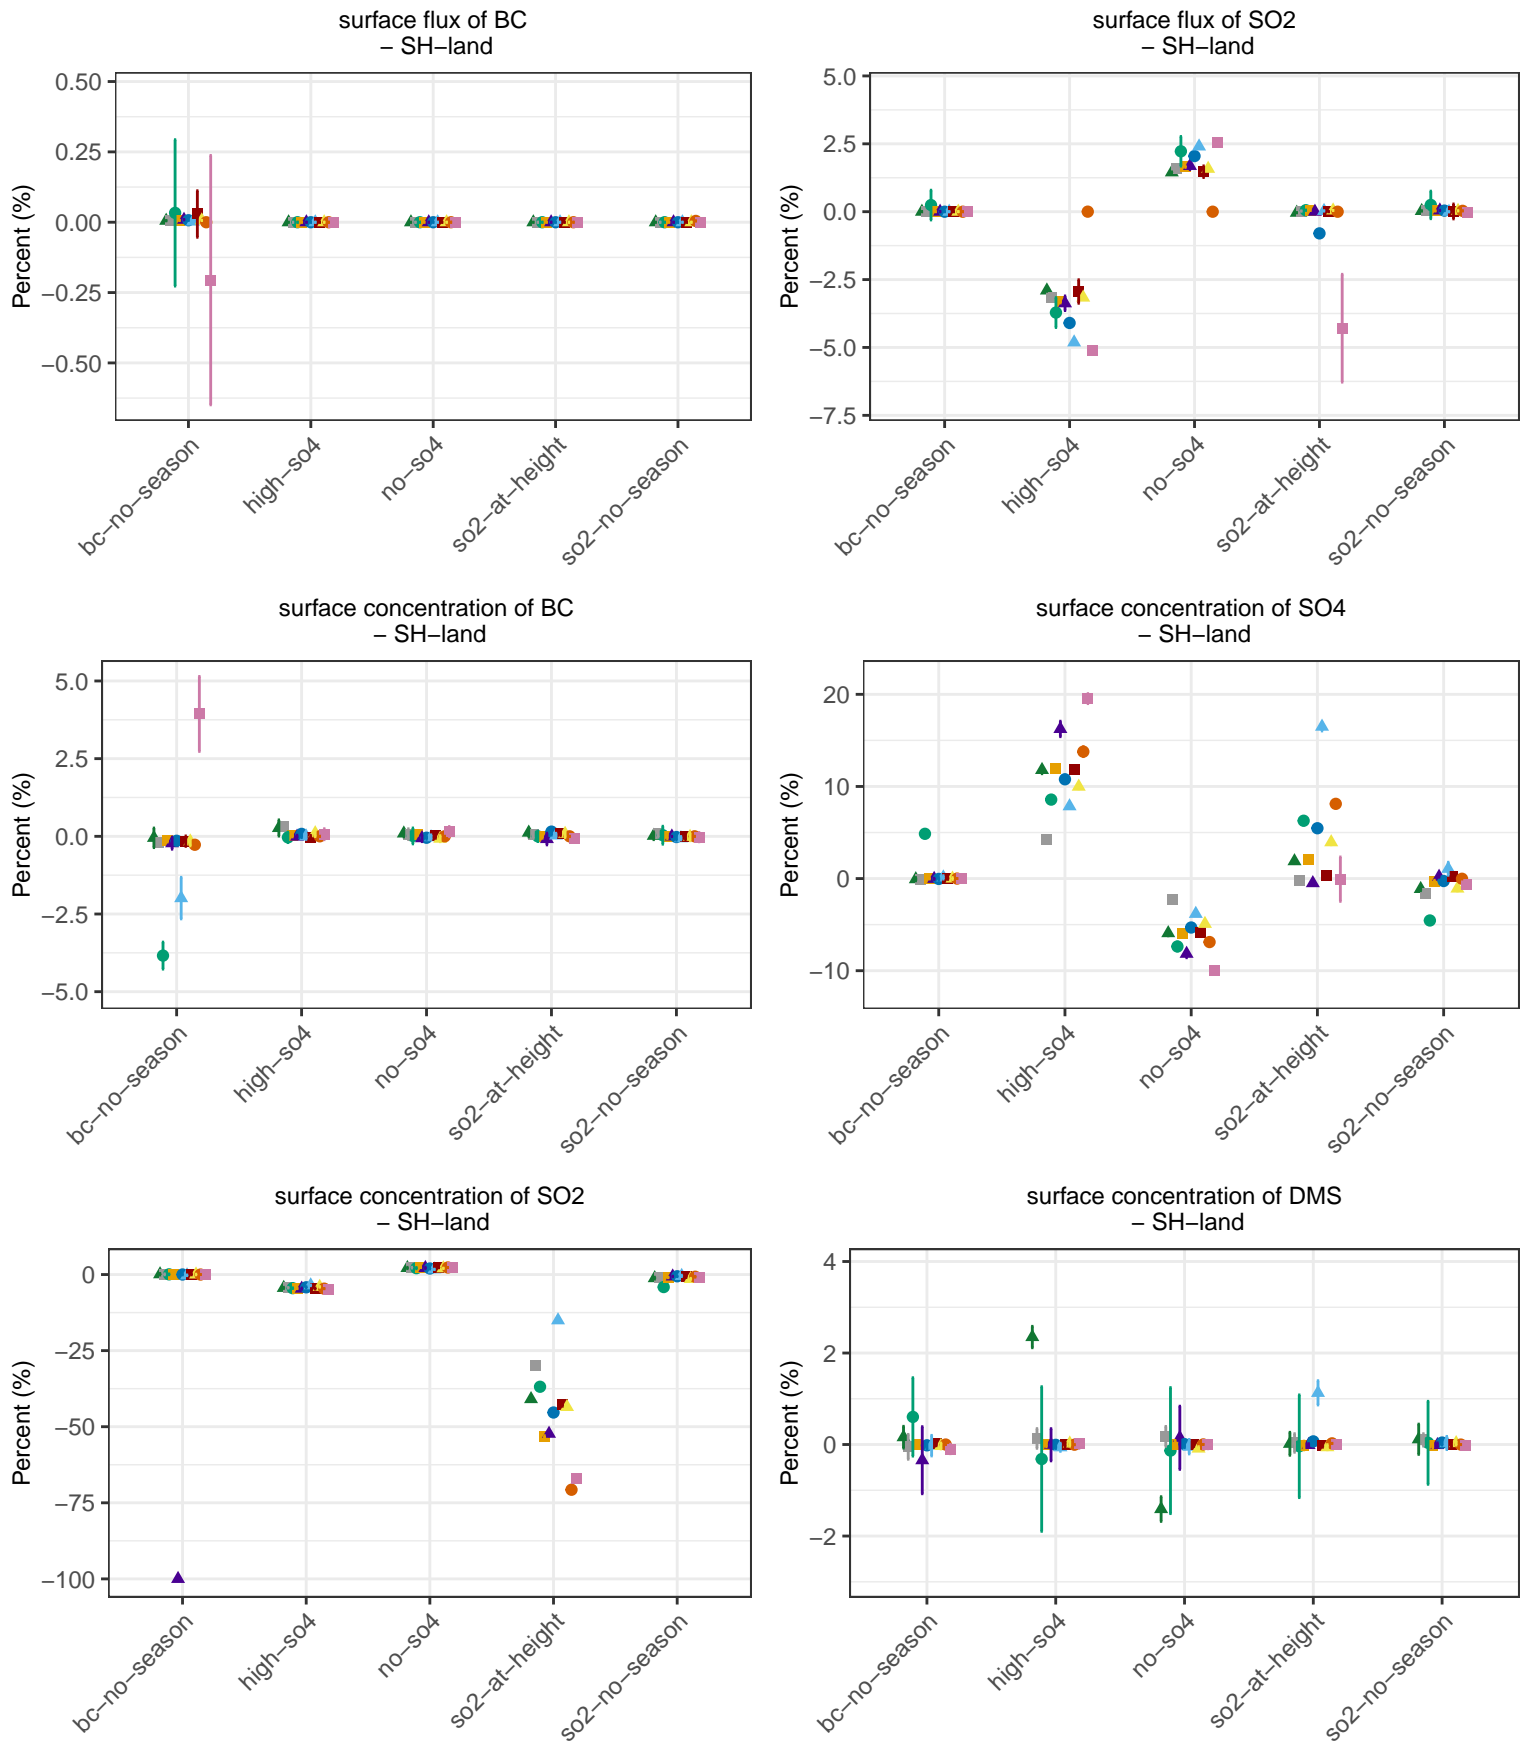 surface flux of BC
− SH−land
Percent (%)
0.50
0.25
0.00
−0.25
−0.50
bc−no−season
high−so4
no−so4
so2−at−height
so2−no−season
surface flux of SO2
− SH−land
Percent (%)
5.0
2.5
0.0
−2.5
−5.0
−7.5
bc−no−season
high−so4
no−so4
so2−at−height
so2−no−season
surface concentration of BC
− SH−land
Percent (%)
5.0
2.5
0.0
−2.5
−5.0
bc−no−season
high−so4
no−so4
so2−at−height
so2−no−season
surface concentration of SO4
− SH−land
Percent (%)
20
10
0
−10
bc−no−season
high−so4
no−so4
so2−at−height
so2−no−season
surface concentration of SO2
− SH−land
Percent (%)
0
−25
−50
−75
−100
bc−no−season
high−so4
no−so4
so2−at−height
so2−no−season
surface concentration of DMS
− SH−land
Percent (%)
4
2
0
−2
bc−no−season
high−so4
no−so4
so2−at−height
so2−no−season